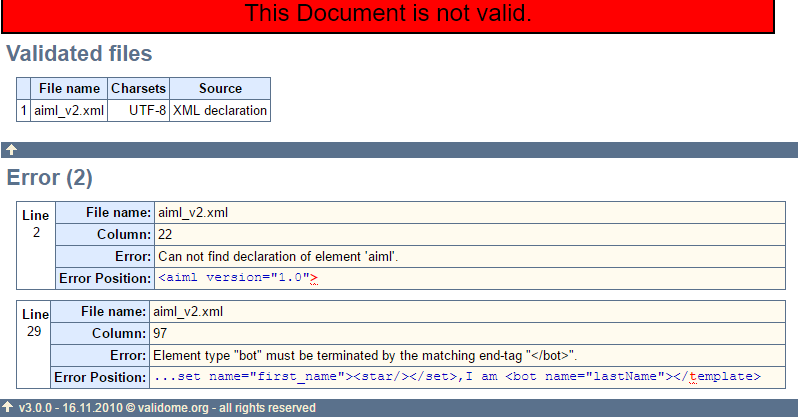 This Document is not valid.
Validated files
File name Charsets Source
1 aiml_v2.xml UTF-8 XML declaration
Error (2)
Line 2
File name: aiml_v2.xml
Column: 22
Error: Can not find declaration of element 'aiml'.
Error Position: <aiml version="1.0">
Line 29
File name: aiml_v2.xml
Column: 97
Error: Element type "bot" must be terminated by the matching end-tag "</bot>".
Error Position: ...set name="first_name"><star/></set>,I am <bot name="lastName"></template>
v3.0.0 - 16.11.2010 © validome.org - all rights reserved